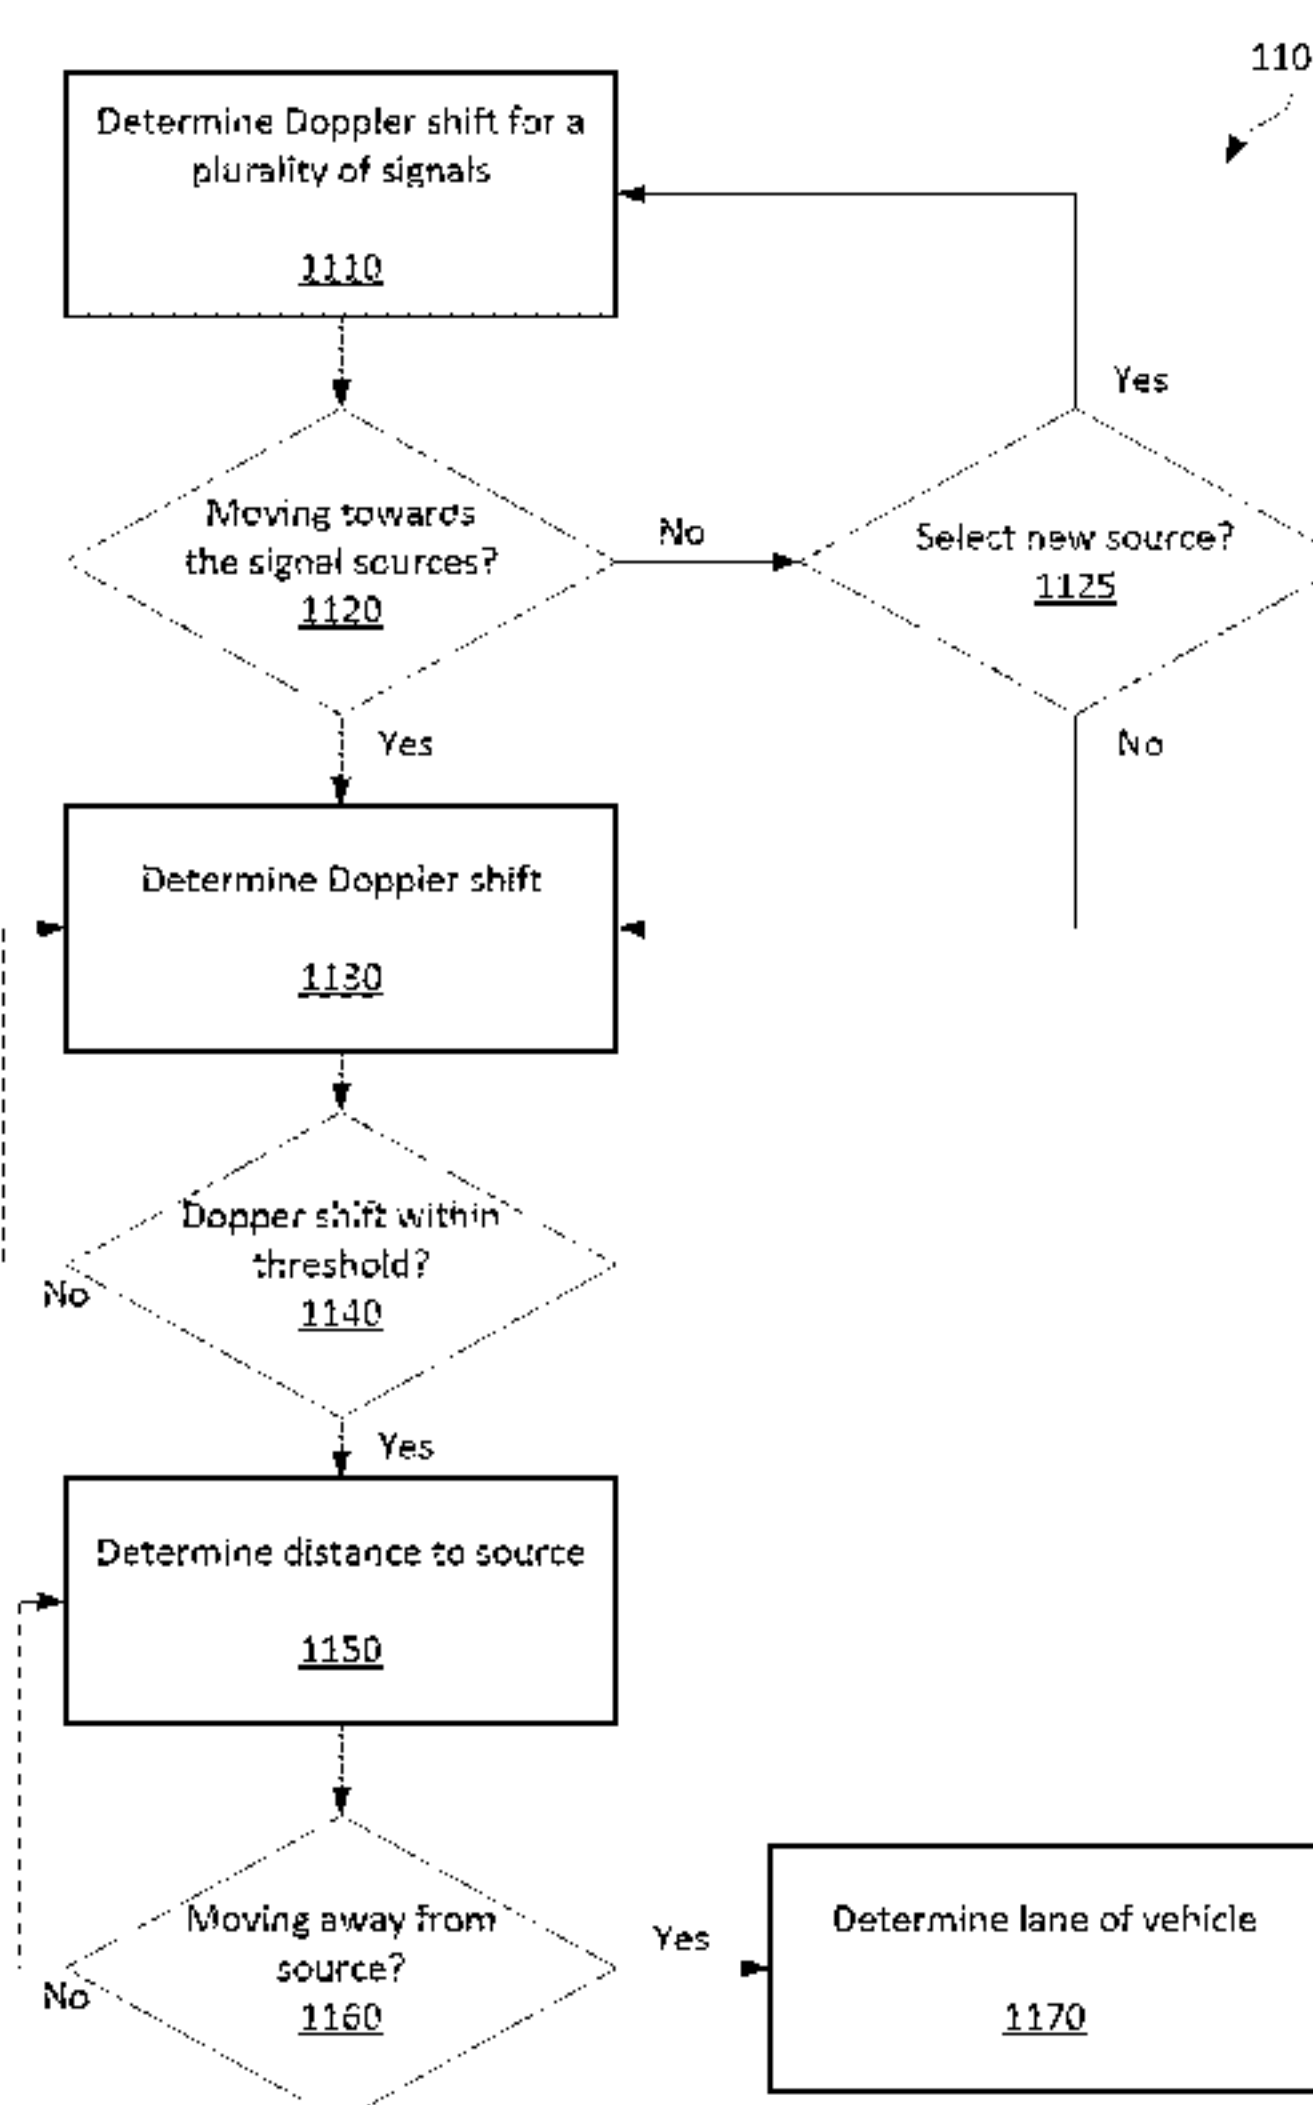 110
Determine Doppler shift for a
plurality of signals
1110
Yes
Moving towards
the signal sources?
1120
No
Select new source?
1125
Yes
No
Determine Doppler shift
1130
Dopper shift within
threshold?
1140
No
Yes
Determine distance to source
1150
Moving away from
source?
1160
No
Yes
Determine lane of vehicle
1170